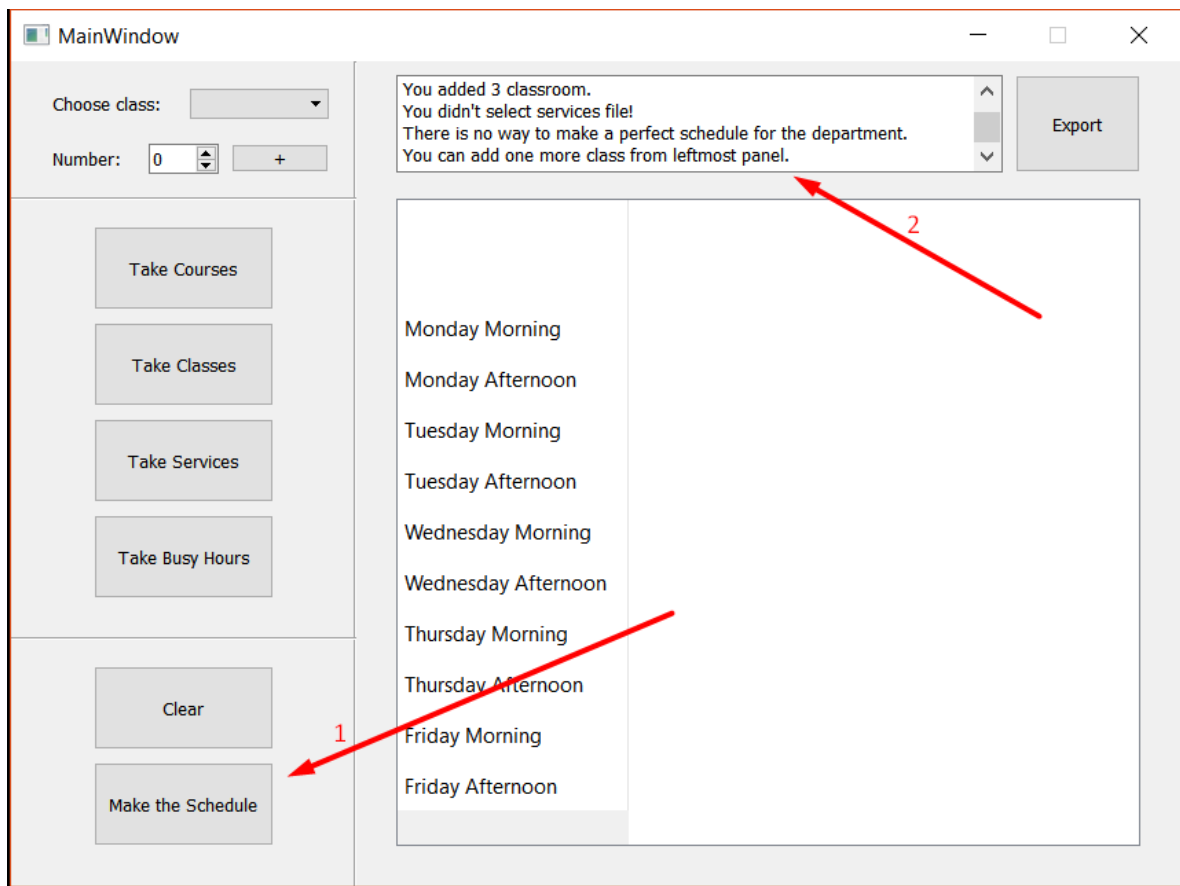 MainWindow
Choose class:
Number: 0 +
You added 3 classroom.
You didn't select services file!
There is no way to make a perfect schedule for the department.
You can add one more class from leftmost panel.
Export
2
Take Courses
Take Classes
Take Services
Take Busy Hours
Clear
Make the Schedule
1
Monday Morning
Monday Afternoon
Tuesday Morning
Tuesday Afternoon
Wednesday Morning
Wednesday Afternoon
Thursday Morning
Thursday Afternoon
Friday Morning
Friday Afternoon